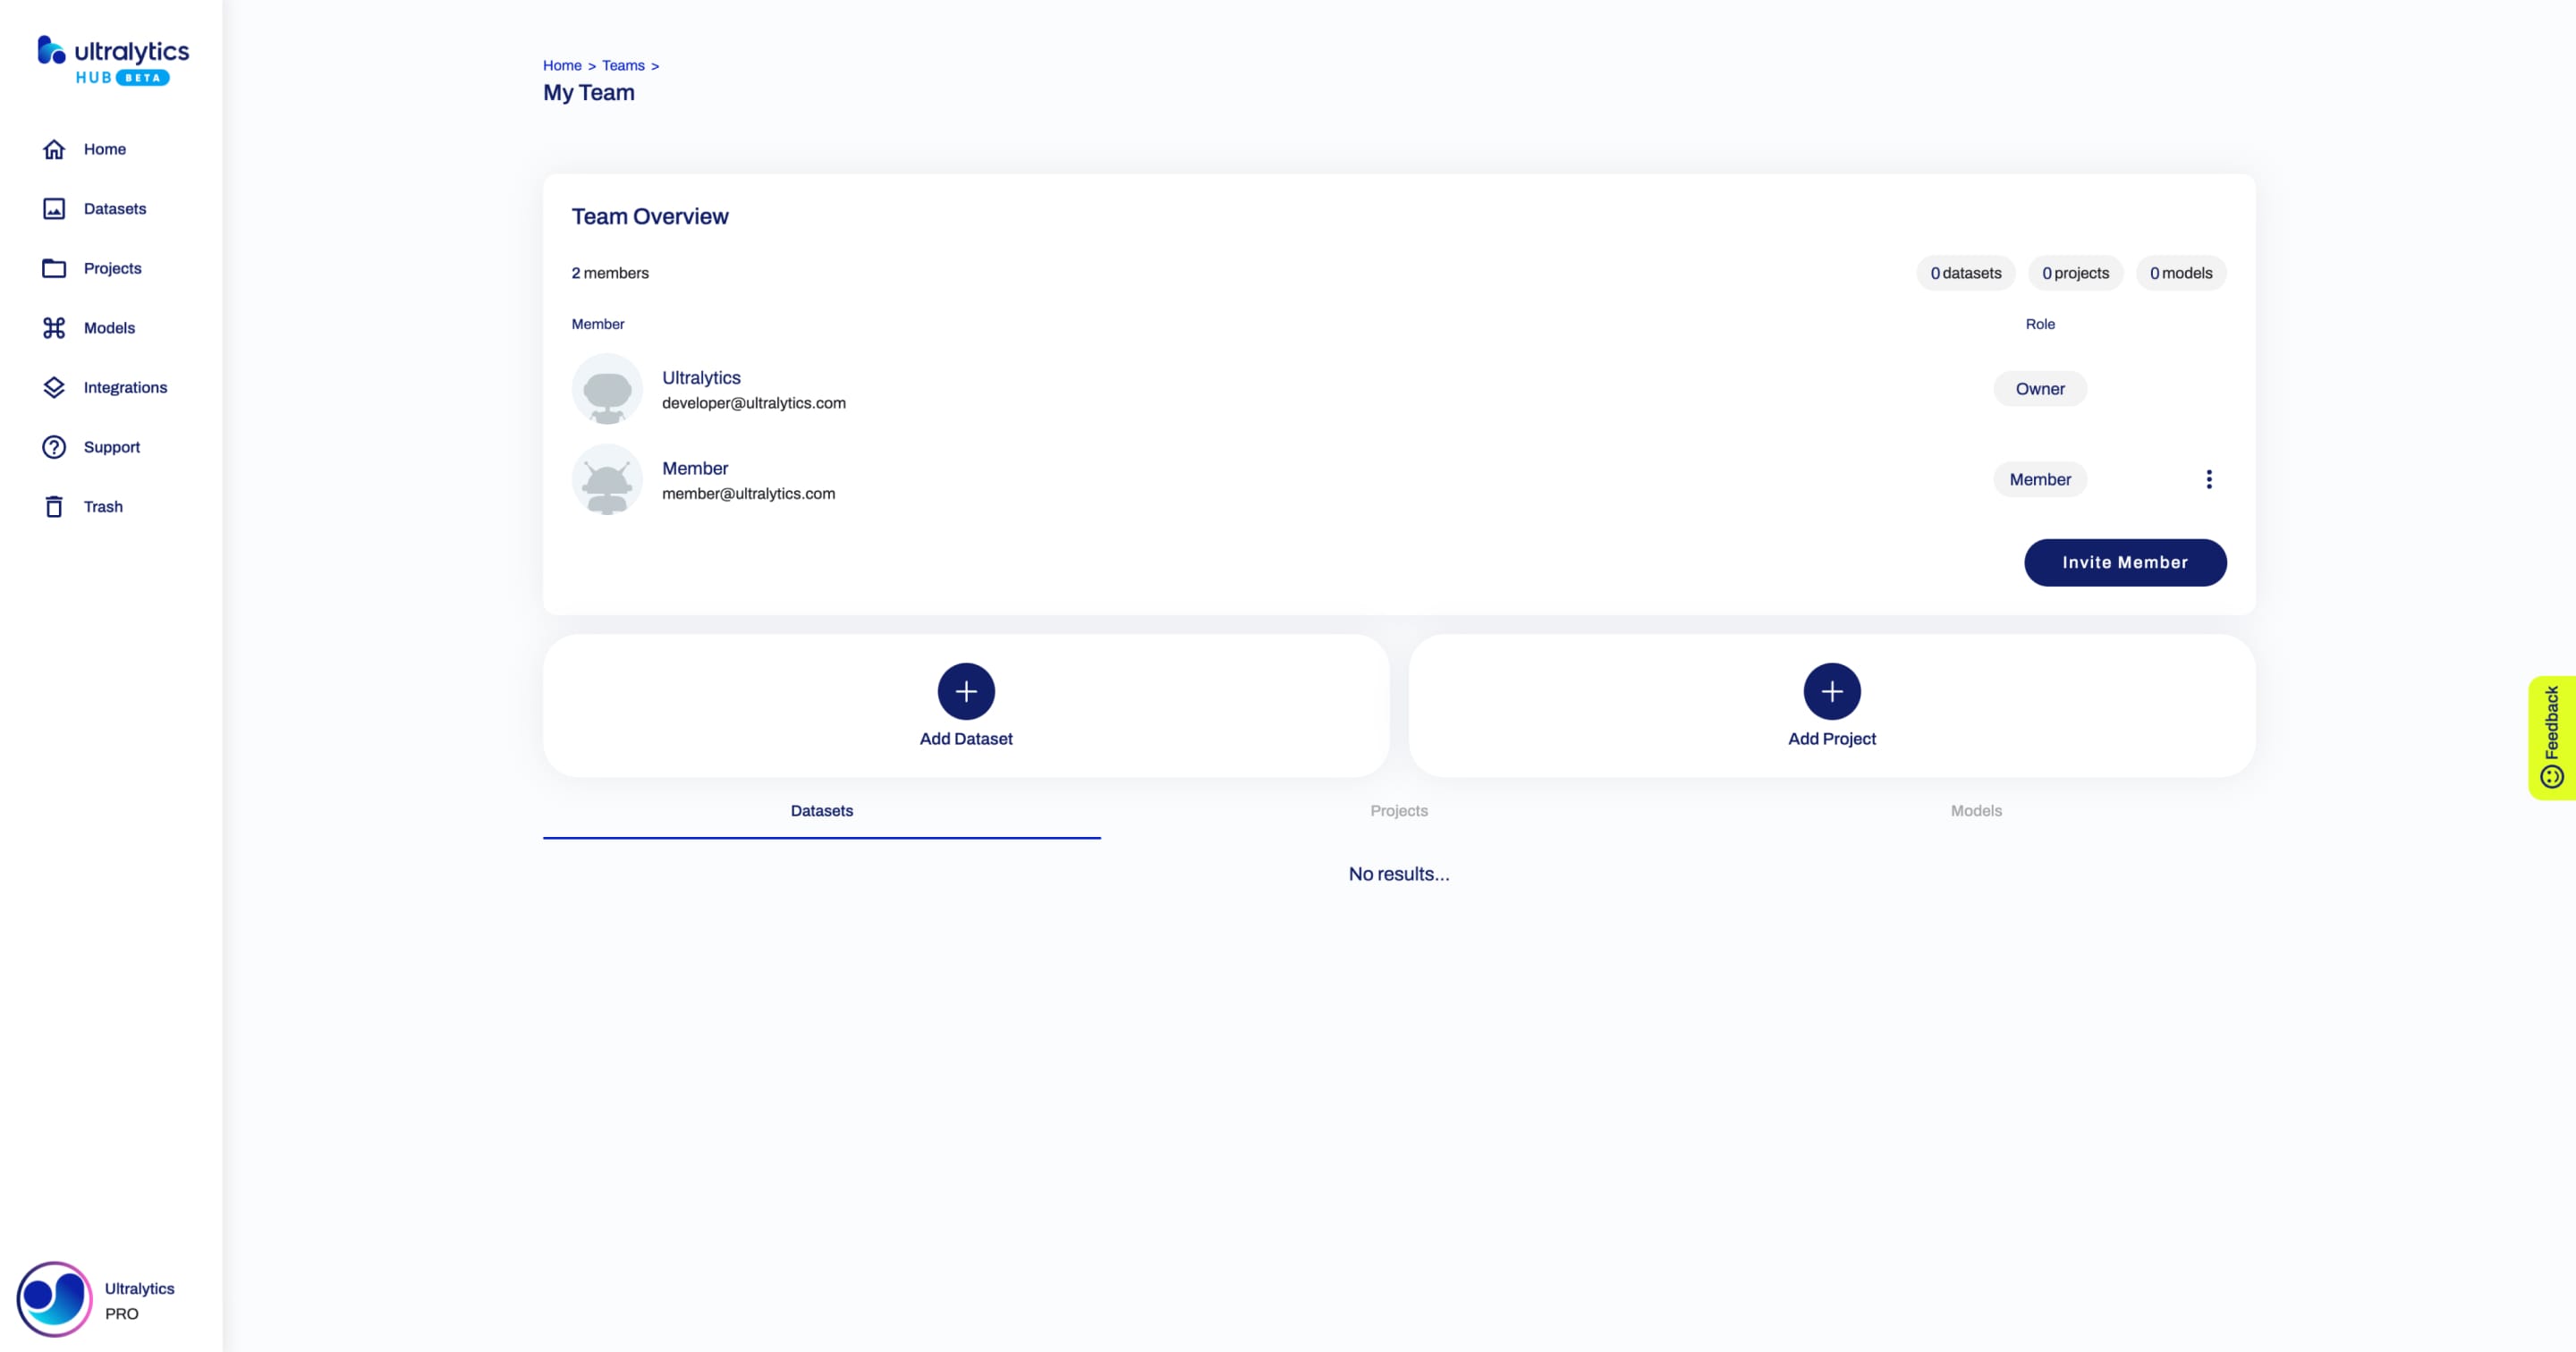 ultralytics
HUB BETA
Home
Datasets
Projects
Models
Integrations
Support
Trash
Ultralytics
PRO
Home > Teams >
My Team
Team Overview
2 members
0 datasets 0 projects 0 models
Member Role
Ultralytics
developer@ultralytics.com
Owner
Member
member@ultralytics.com
Member
Invite Member
Add Dataset Add Project
Datasets Projects Models
No results...
Feedback